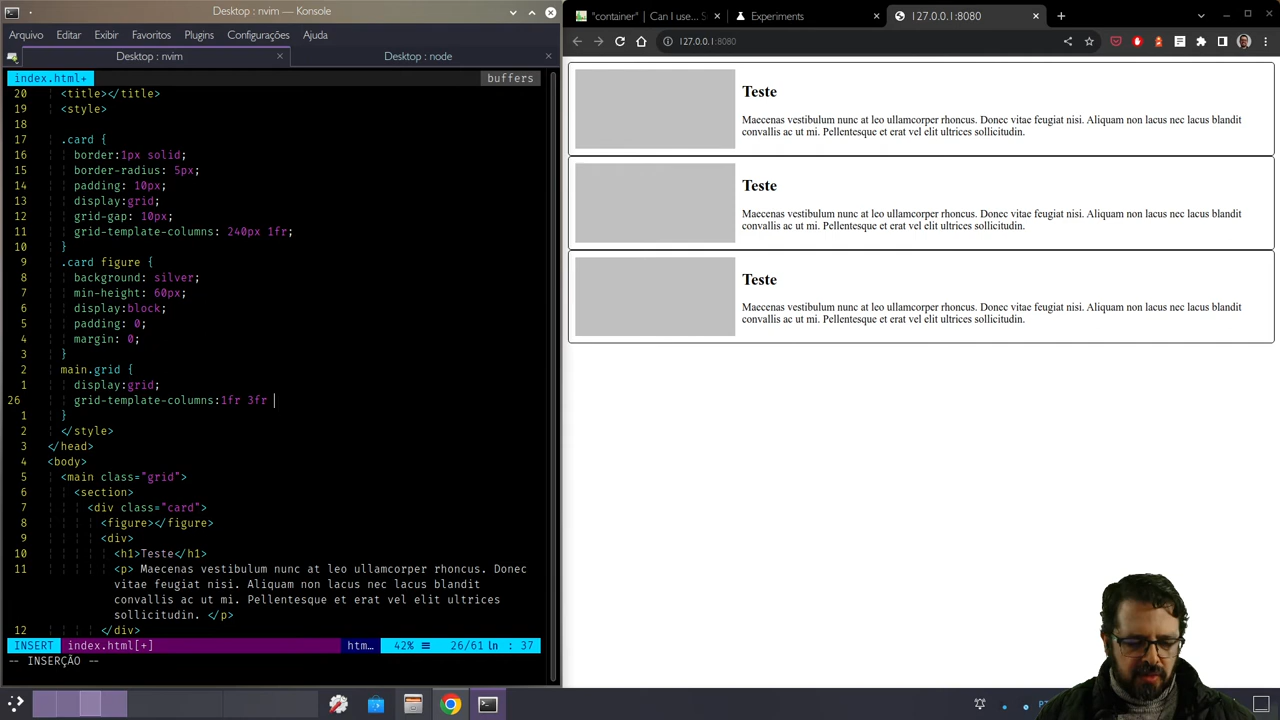 Desktop : nvim — Konsole
Arquivo Editar Exibir Favoritos Plugins Configurações Ajuda
Desktop : nvim
Desktop : node
index.html+ buffers
20 <title></title>
19 <style>
18
17 .card {
16 border:1px solid;
15 border-radius: 5px;
14 padding: 10px;
13 display:grid;
12 grid-gap: 10px;
11 grid-template-columns: 240px 1fr;
10 }
9 .card figure {
8 background: silver;
7 min-height: 60px;
6 display:block;
5 padding: 0;
4 margin: 0;
3 }
2 main.grid {
1 display:grid;
26 grid-template-columns:1fr 3fr
1 }
2 </style>
3 </head>
4 <body>
5 <main class="grid">
6 <section>
7 <div class="card">
8 <figure></figure>
9 <div>
10 <h1>Teste</h1>
11 <p> Maecenas vestibulum nunc at leo ullamcorper rhoncus. Donec
vitae feugiat nisi. Aliquam non lacus nec lacus blandit
convallis ac ut mi. Pellentesque et erat vel elit ultrices
sollicitudin. </p>
12 </div>
INSERT index.html[+] htm… 42% ≡ 26/61 ln : 37
-- INSERÇÃO --
"container" | Can I use...
Experiments
127.0.0.1:8080
127.0.0.1:8080
Teste
Maecenas vestibulum nunc at leo ullamcorper rhoncus. Donec vitae feugiat nisi. Aliquam non lacus nec lacus blandit
convallis ac ut mi. Pellentesque et erat vel elit ultrices sollicitudin.
Teste
Maecenas vestibulum nunc at leo ullamcorper rhoncus. Donec vitae feugiat nisi. Aliquam non lacus nec lacus blandit
convallis ac ut mi. Pellentesque et erat vel elit ultrices sollicitudin.
Teste
Maecenas vestibulum nunc at leo ullamcorper rhoncus. Donec vitae feugiat nisi. Aliquam non lacus nec lacus blandit
convallis ac ut mi. Pellentesque et erat vel elit ultrices sollicitudin.